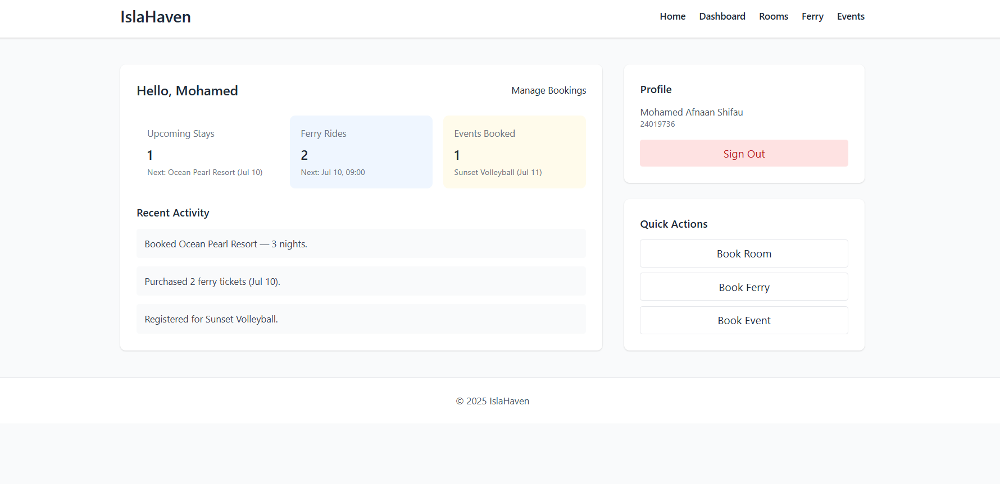 IslaHaven
Home Dashboard Rooms Ferry Events
Hello, Mohamed
Manage Bookings
Upcoming Stays
1
Next: Ocean Pearl Resort (Jul 10)
Ferry Rides
2
Next: Jul 10, 09:00
Events Booked
1
Sunset Volleyball (Jul 11)
Recent Activity
Booked Ocean Pearl Resort — 3 nights.
Purchased 2 ferry tickets (Jul 10).
Registered for Sunset Volleyball.
Profile
Mohamed Afnaan Shifau
24019736
Sign Out
Quick Actions
Book Room
Book Ferry
Book Event
© 2025 IslaHaven